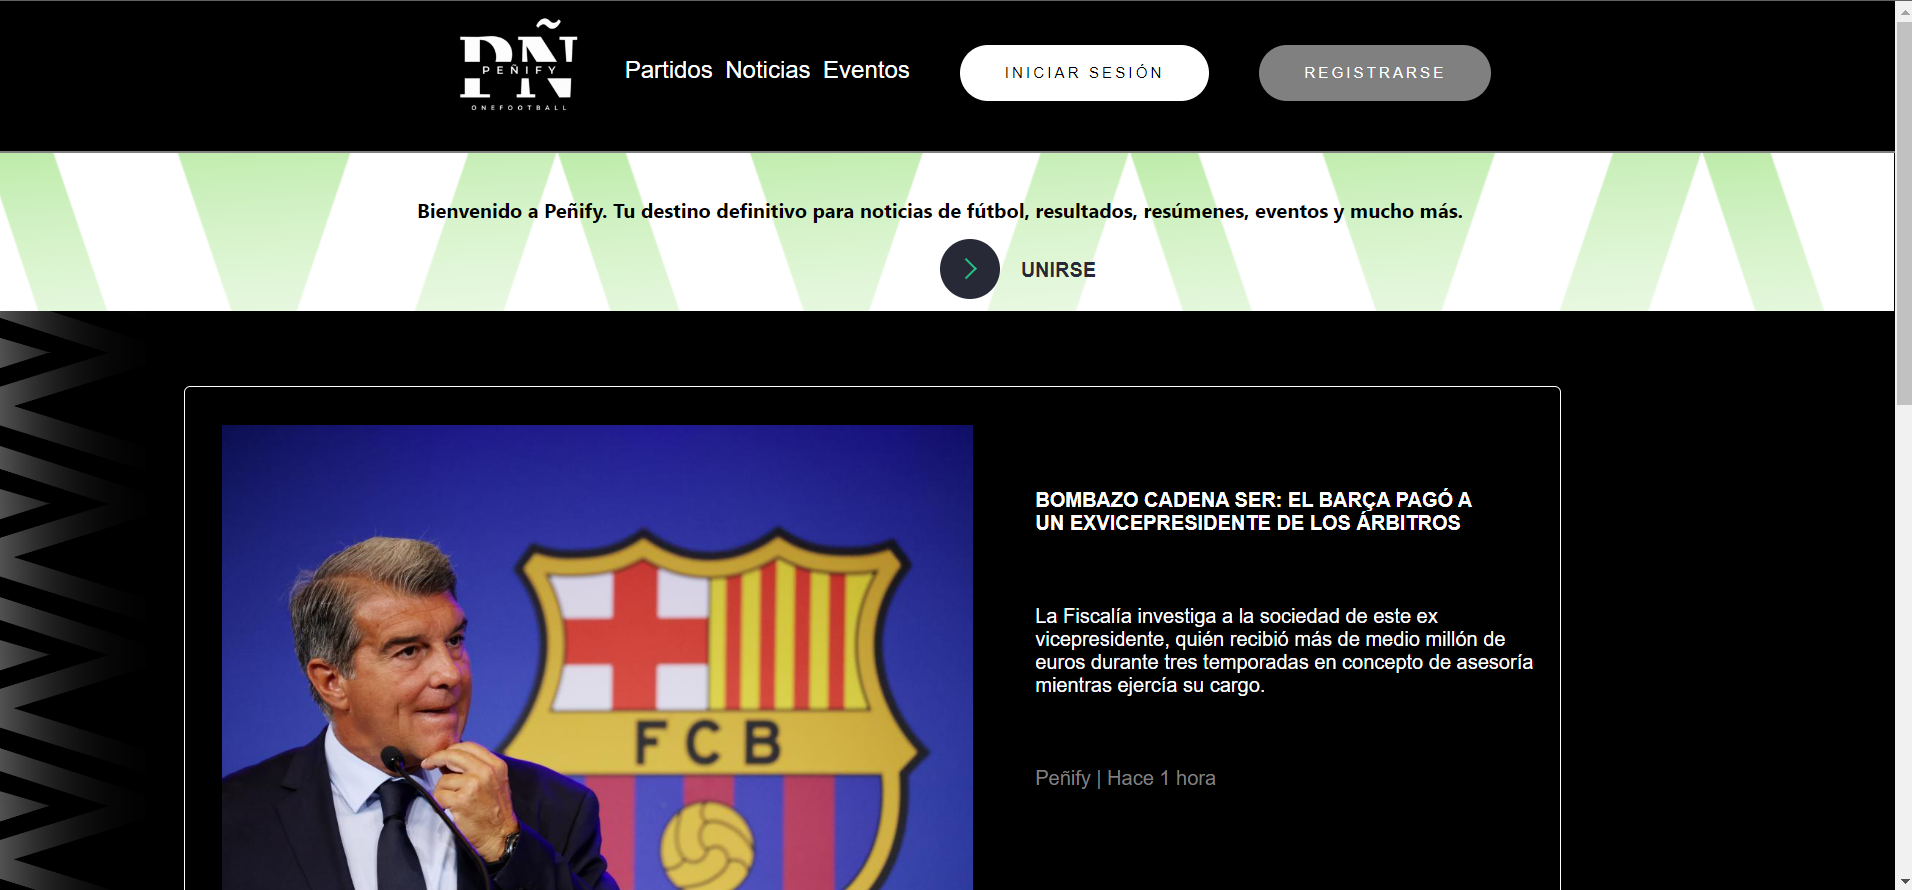 PÑ
PEÑIFY
ONEFOOTBALL
Partidos Noticias Eventos
INICIAR SESIÓN
REGISTRARSE
Bienvenido a Peñify. Tu destino definitivo para noticias de fútbol, resultados, resúmenes, eventos y mucho más.
UNIRSE
FCB
BOMBAZO CADENA SER: EL BARÇA PAGÓ A
UN EXVICEPRESIDENTE DE LOS ÁRBITROS
La Fiscalía investiga a la sociedad de este ex
vicepresidente, quién recibió más de medio millón de
euros durante tres temporadas en concepto de asesoría
mientras ejercía su cargo.
Peñify | Hace 1 hora